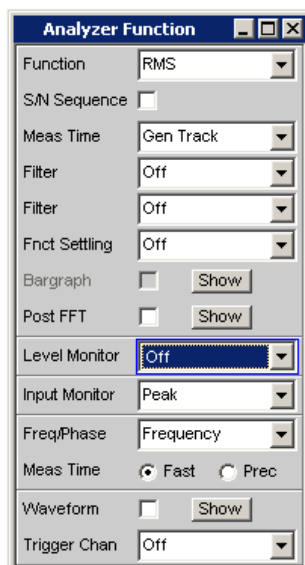 Analyzer Function
Function RMS
S/N Sequence
Meas Time Gen Track
Filter Off
Filter Off
Fnct Settling Off
Bargraph Show
Post FFT Show
Level Monitor Off
Input Monitor Peak
Freq/Phase Frequency
Meas Time Fast Prec
Waveform Show
Trigger Chan Off